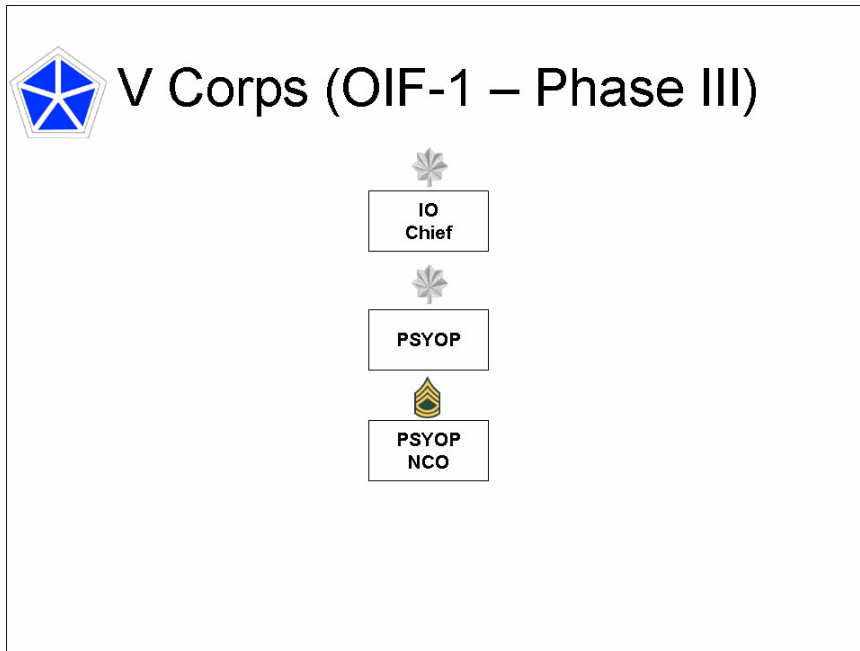 V Corps (OIF-1 – Phase III)
IO
Chief
PSYOP
PSYOP
NCO